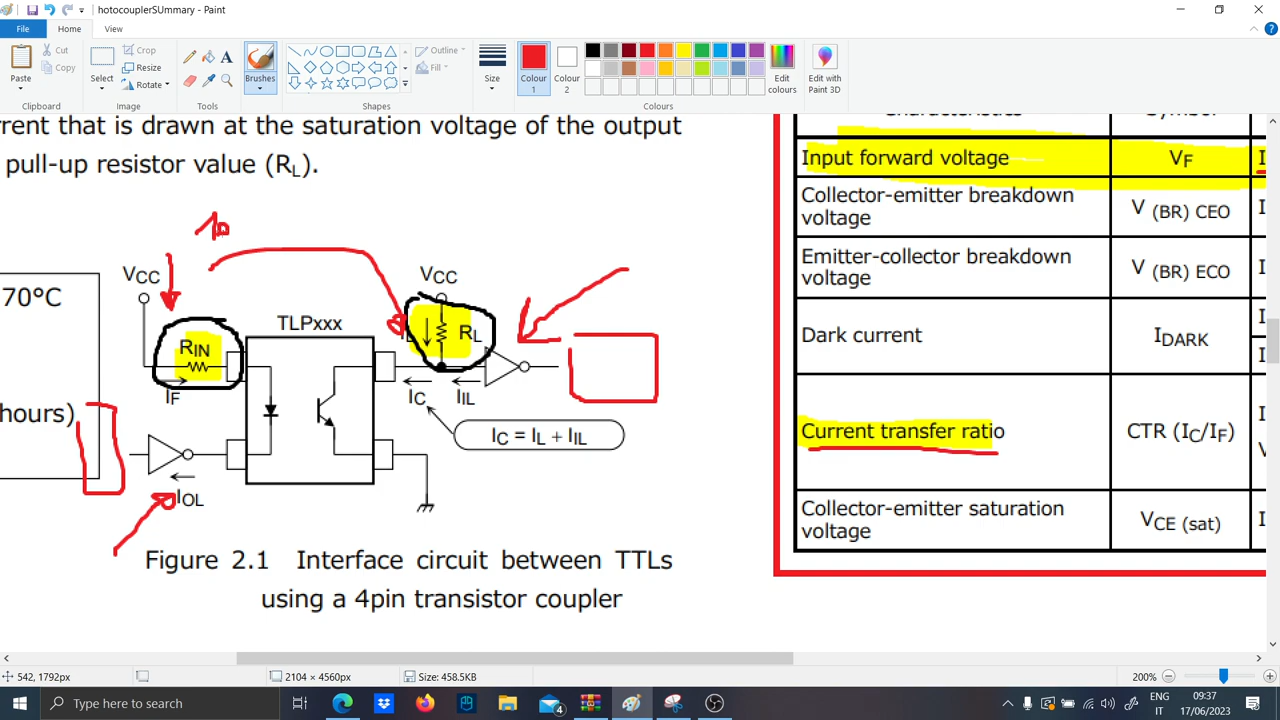 hotocouplerSUmmary - Paint
File Home View
Paste
Cut
Copy
Clipboard
Select
Crop
Resize
Rotate
Image
Tools
Brushes
Shapes
Outline
Fill
Size
Colour 1
Colour 2
Edit colours
Colours
Edit with Paint 3D
rrent that is drawn at the saturation voltage of the output
pull-up resistor value (RL).
70°C
hours)
VCC
RIN
IF
IOL
TLPxxx
VCC
IL
RL
IC
IIL
IC = IL + IIL
Figure 2.1 Interface circuit between TTLs
using a 4pin transistor coupler
Characteristics Symbol
Input forward voltage VF I
Collector-emitter breakdown voltage V (BR) CEO I
Emitter-collector breakdown voltage V (BR) ECO I
Dark current IDARK I I
Current transfer ratio CTR (IC/IF) I V
Collector-emitter saturation voltage VCE (sat) I
542, 1792px
2104 × 4560px
Size: 458.5KB
200%
Type here to search
4
ENG
IT
09:37
17/06/2023